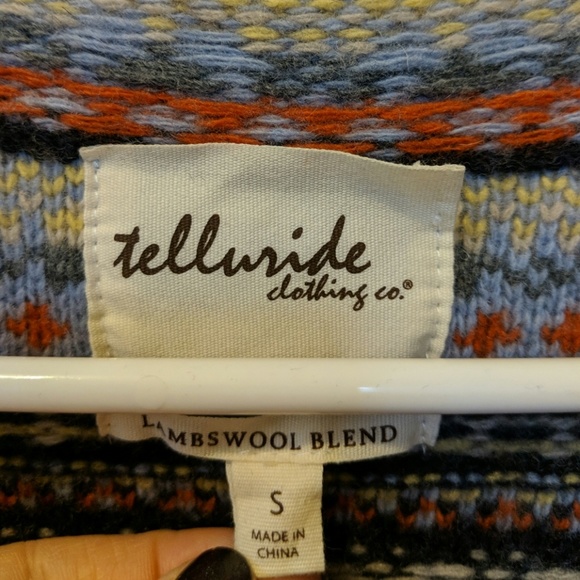 telluride
clothing co.®
LAMBSWOOL BLEND
S
MADE IN
CHINA